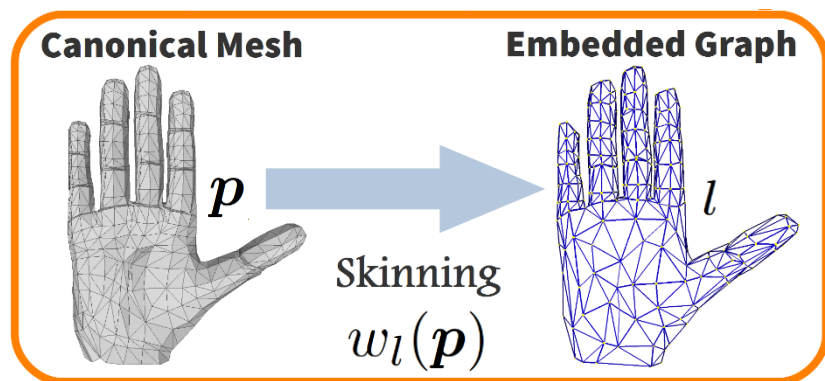 Canonical Mesh
Embedded Graph
p
l
Skinning
w_l(p)